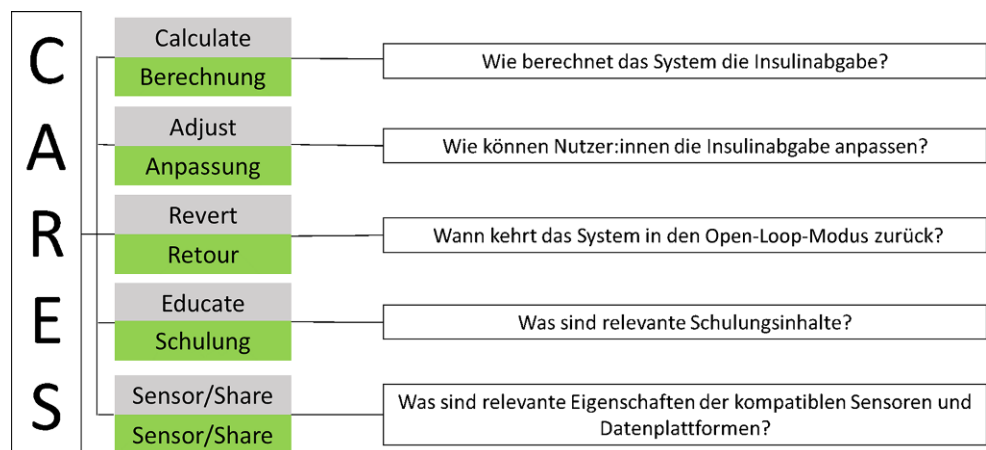 C
A
R
E
S
Calculate
Berechnung
Wie berechnet das System die Insulinabgabe?
Adjust
Anpassung
Wie können Nutzer:innen die Insulinabgabe anpassen?
Revert
Retour
Wann kehrt das System in den Open-Loop-Modus zurück?
Educate
Schulung
Was sind relevante Schulungsinhalte?
Sensor/Share
Sensor/Share
Was sind relevante Eigenschaften der kompatiblen Sensoren und
Datenplattformen?